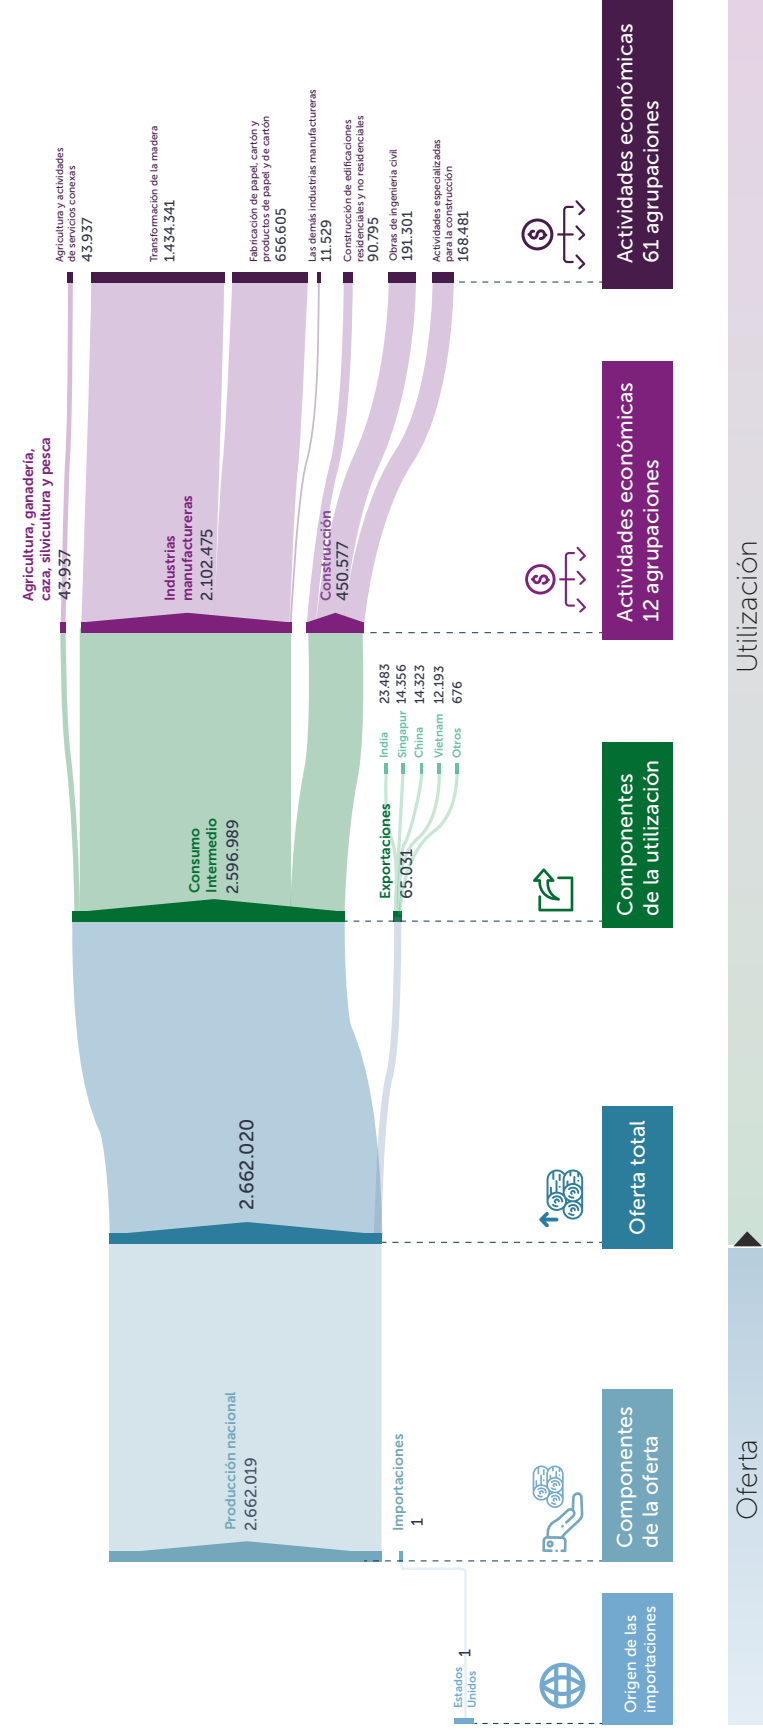 Estados
Unidos
1
Importaciones
1
Producción nacional
2.662.019
2.662.020
Consumo
Intermedio
2.596.989
Exportaciones
65.031
India
23.483
Singapur
14.356
China
14.323
Vietnam
12.193
Otros
676
Agricultura, ganadería,
caza, silvicultura y pesca
43.937
Industrias
manufactureras
2.102.475
Construcción
450.577
Agricultura y actividades
de servicios conexas
43.937
Transformación de la madera
1.434.341
Fabricación de papel, cartón y
productos de papel y de cartón
656.605
Las demás industrias manufactureras
11.529
Construcción de edificaciones
residenciales y no residenciales
90.795
Obras de ingeniería civil
191.301
Actividades especializadas
para la construcción
168.481
Origen de las
importaciones
Componentes
de la oferta
Oferta total
Componentes
de la utilización
Actividades económicas
12 agrupaciones
Actividades económicas
61 agrupaciones
Oferta
Utilización